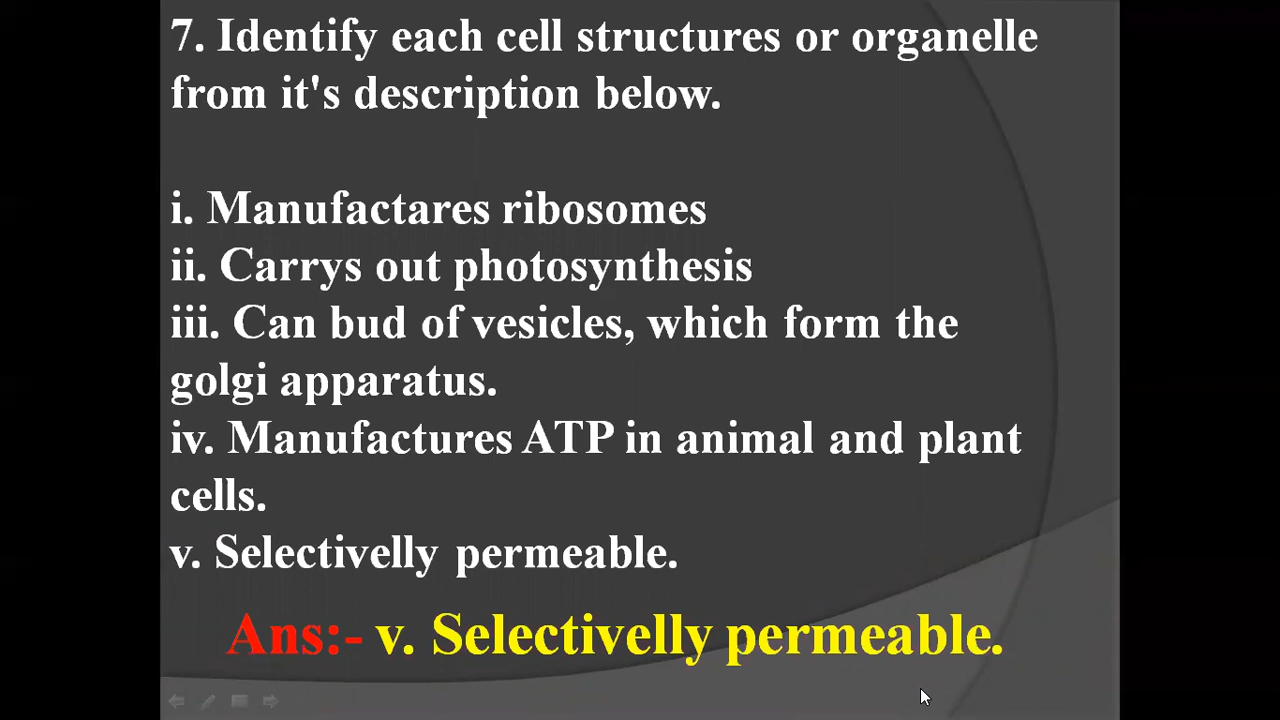 7. Identify each cell structures or organelle
from it's description below.
i. Manufactares ribosomes
ii. Carrys out photosynthesis
iii. Can bud of vesicles, which form the
golgi apparatus.
iv. Manufactures ATP in animal and plant
cells.
v. Selectivelly permeable.
Ans:- v. Selectivelly permeable.